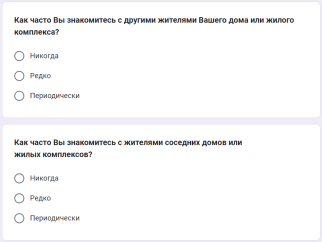 Как часто Вы знакомитесь с другими жителями Вашего дома или жилого
комплекса?
Никогда
Редко
Периодически
Как часто Вы знакомитесь с жителями соседних домов или
жилых комплексов?
Никогда
Редко
Периодически